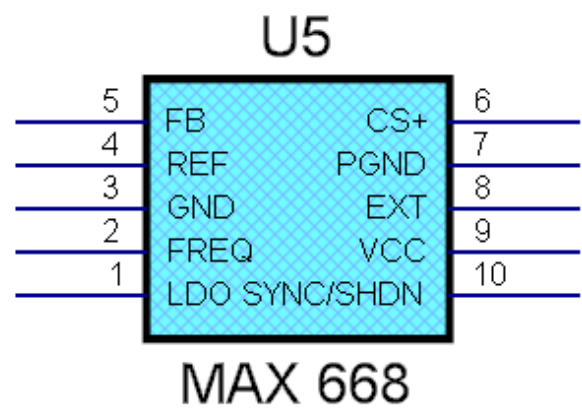 U5
5 FB CS+ 6
4 REF PGND 7
3 GND EXT 8
2 FREQ VCC 9
1 LDO SYNC/SHDN 10
MAX 668